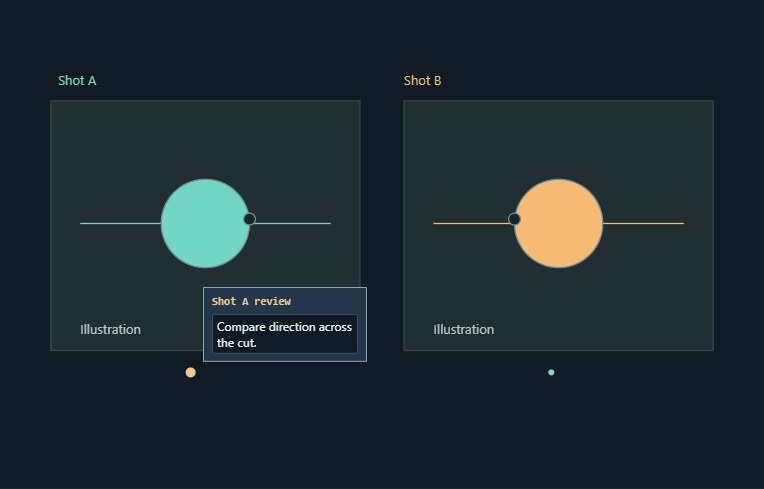 Shot A
Shot B
Illustration
Shot A review
Compare direction across
the cut.
Illustration